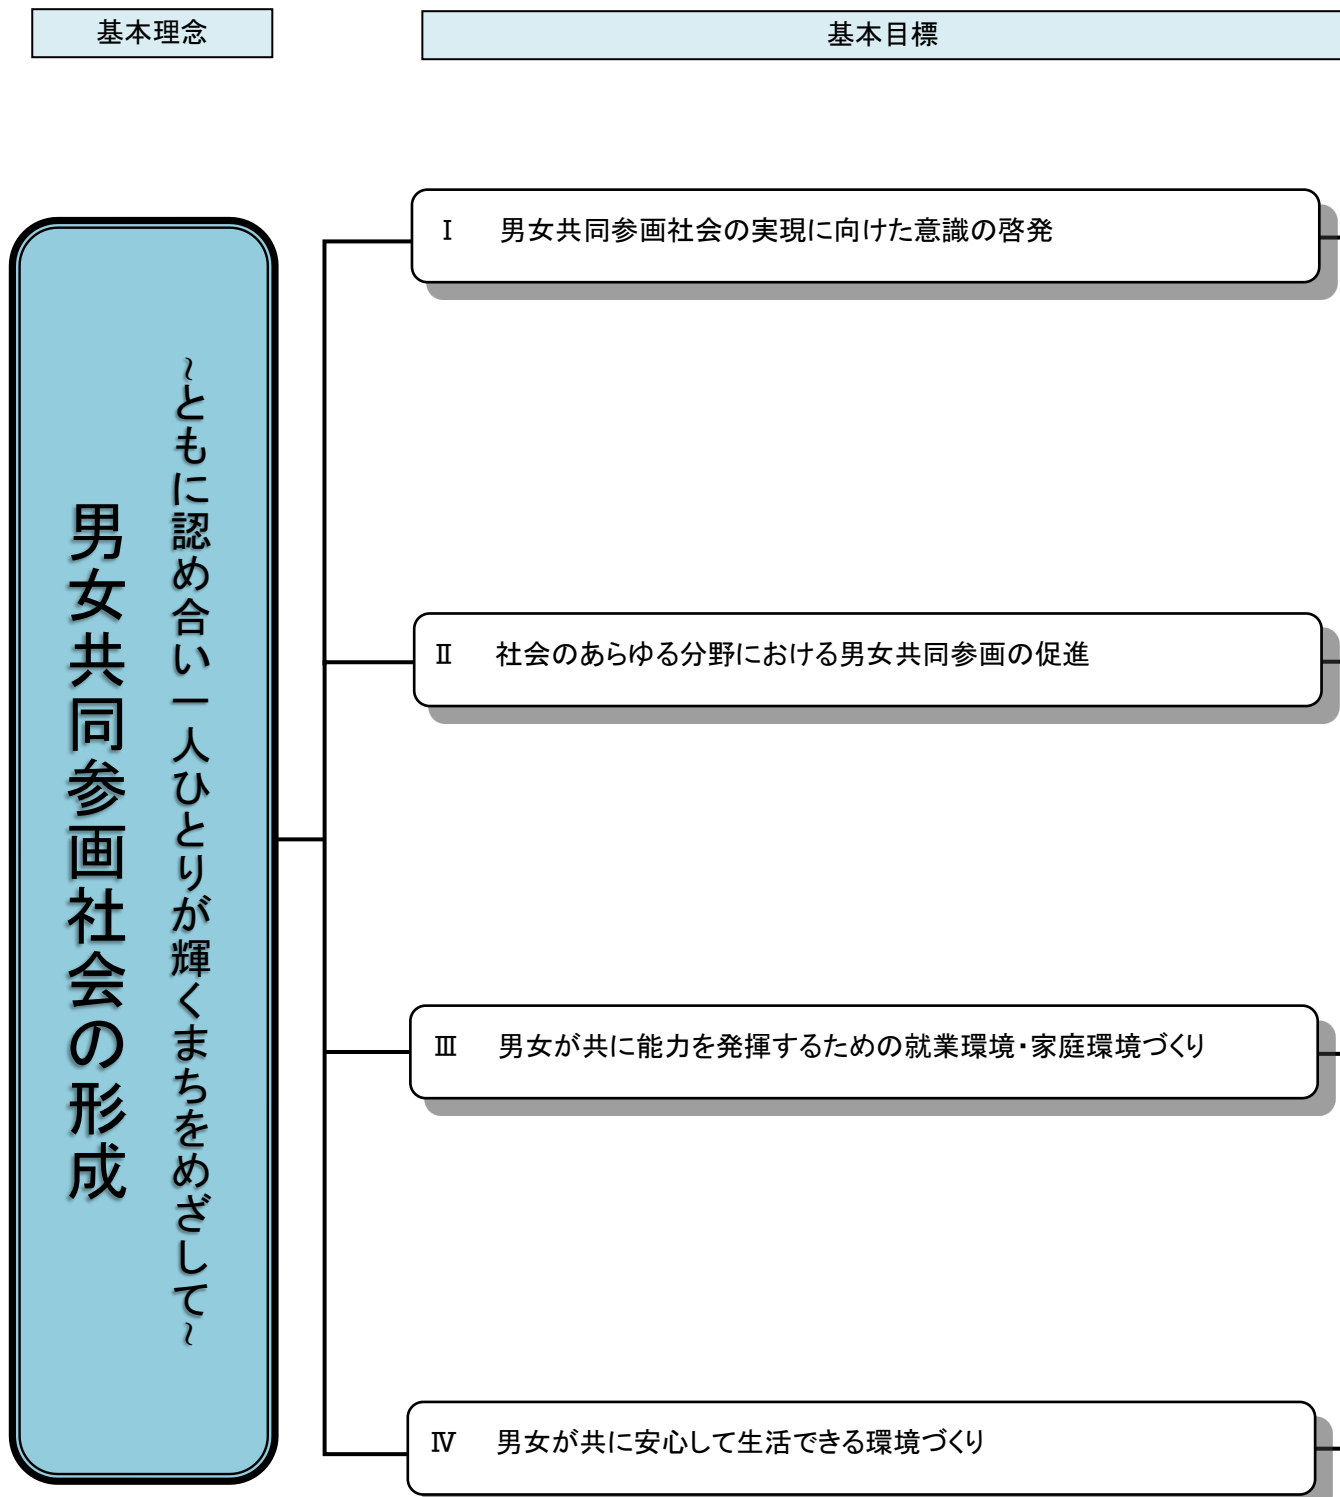 基本理念
基本目標
～ともに認め合い一人ひとりが輝くまちをめざして～
男女共同参画社会の形成
Ⅰ 男女共同参画社会の実現に向けた意識の啓発
Ⅱ 社会のあらゆる分野における男女共同参画の促進
Ⅲ 男女が共に能力を発揮するための就業環境・家庭環境づくり
Ⅳ 男女が共に安心して生活できる環境づくり